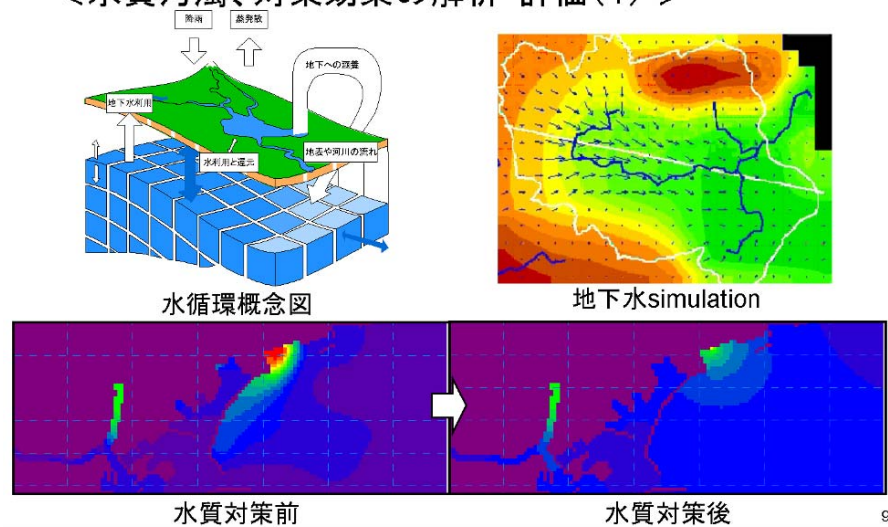 降雨
蒸発散
地下への涵養
地下水利用
水利用と還元
地表や河川の流れ
水循環概念図
地下水simulation
水質対策前
水質対策後
9